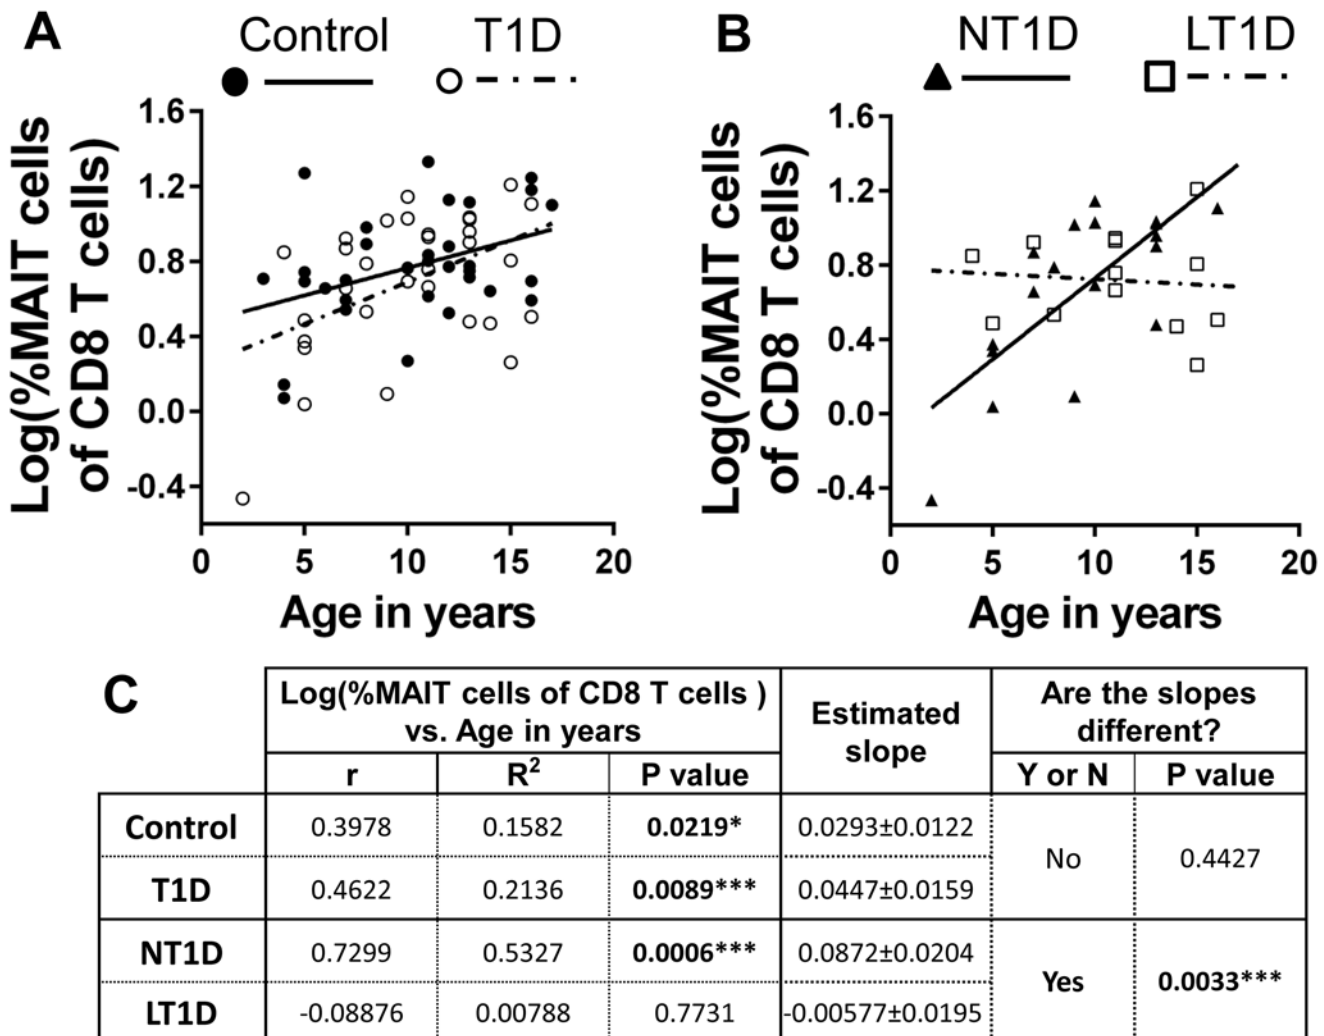 A
Control
T1D
Log(%MAIT cells
of CD8 T cells)
1.6
1.2
0.8
0.4
0.0
-0.4
0
5
10
15
20
Age in years
B
NT1D
LT1D
Log(%MAIT cells
of CD8 T cells)
1.6
1.2
0.8
0.4
0.0
-0.4
0
5
10
15
20
Age in years
C
Log(%MAIT cells of CD8 T cells )
vs. Age in years
Estimated
slope
Are the slopes
different?
r R² P value Y or N P value
Control 0.3978 0.1582 0.0219* 0.0293±0.0122
No 0.4427
T1D 0.4622 0.2136 0.0089*** 0.0447±0.0159
NT1D 0.7299 0.5327 0.0006*** 0.0872±0.0204
Yes 0.0033***
LT1D -0.08876 0.00788 0.7731 -0.00577±0.0195